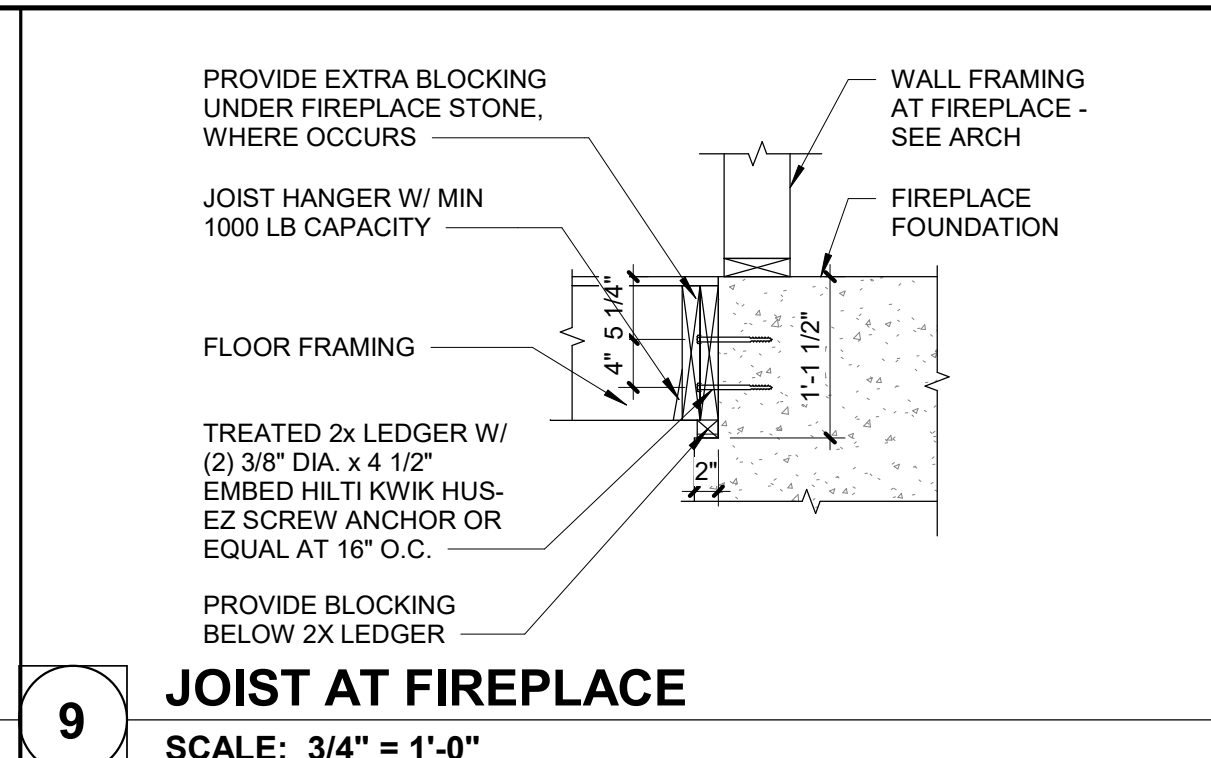 PROVIDE EXTRA BLOCKING
UNDER FIREPLACE STONE,
WHERE OCCURS
JOIST HANGER W/ MIN
1000 LB CAPACITY
FLOOR FRAMING
TREATED 2x LEDGER W/
(2) 3/8" DIA. x 4 1/2"
EMBED HILTI KWIK HUS-
EZ SCREW ANCHOR OR
EQUAL AT 16" O.C.
PROVIDE BLOCKING
BELOW 2X LEDGER
WALL FRAMING
AT FIREPLACE -
SEE ARCH
FIREPLACE
FOUNDATION
5 1/4"
4"
1'-1 1/2"
2"
9
JOIST AT FIREPLACE
SCALE: 3/4" = 1'-0"